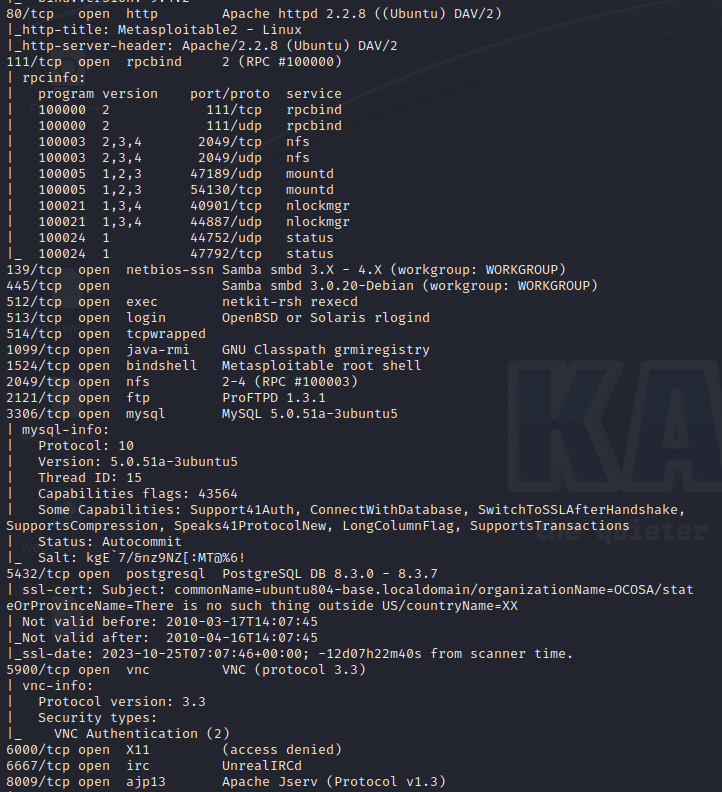 80/tcp   open  http        Apache httpd 2.2.8 ((Ubuntu) DAV/2)
|_http-title: Metasploitable2 - Linux
|_http-server-header: Apache/2.2.8 (Ubuntu) DAV/2
111/tcp  open  rpcbind     2 (RPC #100000)
| rpcinfo:
|   program version    port/proto  service
|   100000  2            111/tcp  rpcbind
|   100000  2            111/udp  rpcbind
|   100003  2,3,4       2049/tcp  nfs
|   100003  2,3,4       2049/udp  nfs
|   100005  1,2,3      47189/udp  mountd
|   100005  1,2,3      54130/tcp  mountd
|   100021  1,3,4      40901/tcp  nlockmgr
|   100021  1,3,4      44887/udp  nlockmgr
|   100024  1          44752/udp  status
|_  100024  1          47792/tcp  status
139/tcp  open  netbios-ssn Samba smbd 3.X - 4.X (workgroup: WORKGROUP)
445/tcp  open              Samba smbd 3.0.20-Debian (workgroup: WORKGROUP)
512/tcp  open  exec        netkit-rsh rexecd
513/tcp  open  login       OpenBSD or Solaris rlogind
514/tcp  open  tcpwrapped
1099/tcp open  java-rmi    GNU Classpath grmiregistry
1524/tcp open  bindshell   Metasploitable root shell
2049/tcp open  nfs         2-4 (RPC #100003)
2121/tcp open  ftp         ProFTPD 1.3.1
3306/tcp open  mysql       MySQL 5.0.51a-3ubuntu5
| mysql-info:
|   Protocol: 10
|   Version: 5.0.51a-3ubuntu5
|   Thread ID: 15
|   Capabilities flags: 43564
|   Some Capabilities: Support41Auth, ConnectWithDatabase, SwitchToSSLAfterHandshake,
SupportsCompression, Speaks41ProtocolNew, LongColumnFlag, SupportsTransactions
|   Status: Autocommit
|_  Salt: kgE`7/&nz9NZ[:MT@%6!
5432/tcp open  postgresql  PostgreSQL DB 8.3.0 - 8.3.7
| ssl-cert: Subject: commonName=ubuntu804-base.localdomain/organizationName=OCOSA/stat
eOrProvinceName=There is no such thing outside US/countryName=XX
| Not valid before: 2010-03-17T14:07:45
|_Not valid after:  2010-04-16T14:07:45
|_ssl-date: 2023-10-25T07:07:46+00:00; -12d07h22m40s from scanner time.
5900/tcp open  vnc         VNC (protocol 3.3)
| vnc-info:
|   Protocol version: 3.3
|   Security types:
|_    VNC Authentication (2)
6000/tcp open  X11         (access denied)
6667/tcp open  irc         UnrealIRCd
8009/tcp open  ajp13       Apache Jserv (Protocol v1.3)
KA
the quieter